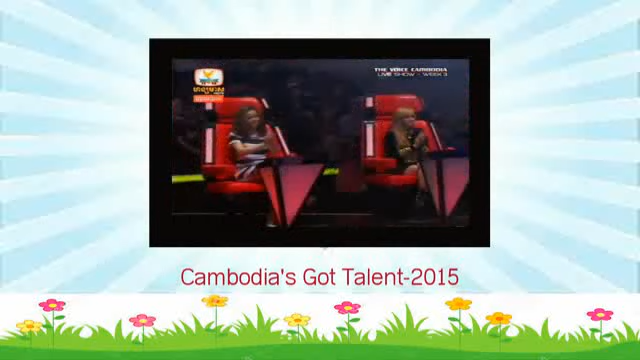 THE VOICE CAMBODIA
LIVE SHOW - WEEK 3
Cambodia's Got Talent-2015